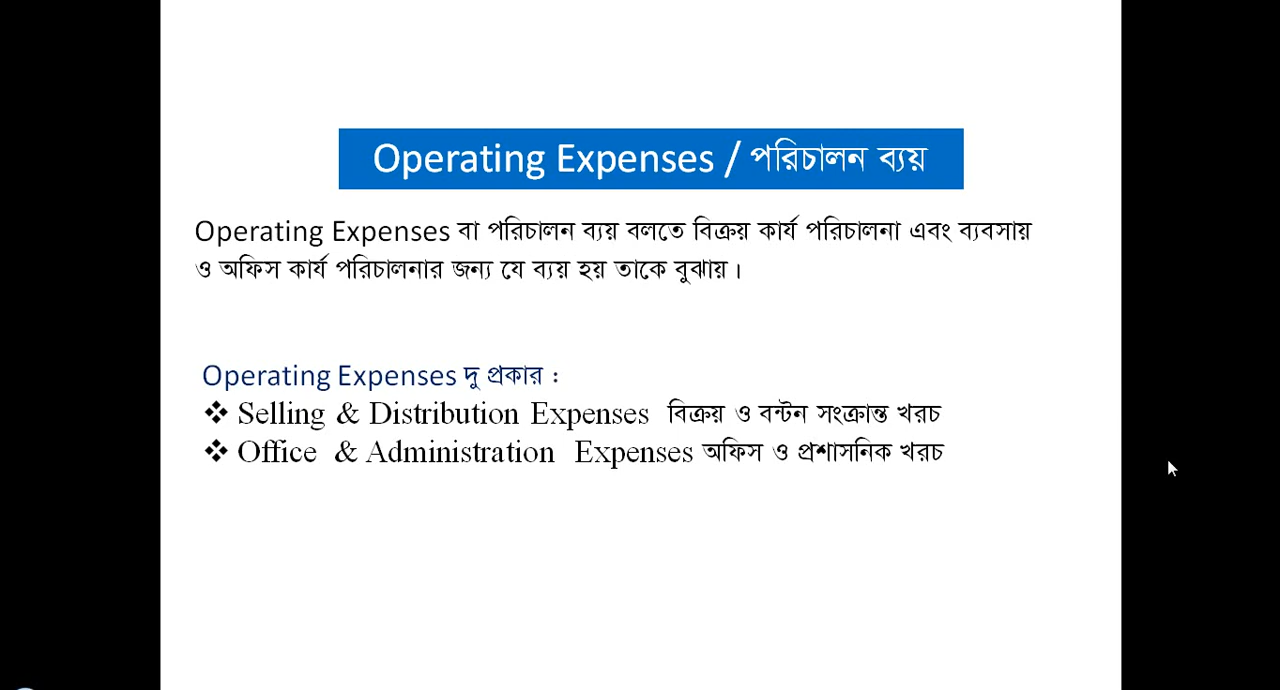 Operating Expenses / পরিচালন ব্যয়
Operating Expenses বা পরিচালন ব্যয় বলতে বিক্রয় কার্য পরিচালনা এবং ব্যবসায়
ও অফিস কার্য পরিচালনার জন্য যে ব্যয় হয় তাকে বুঝায়।
Operating Expenses দু প্রকার :
❖ Selling & Distribution Expenses বিক্রয় ও বন্টন সংক্রান্ত খরচ
❖ Office & Administration Expenses অফিস ও প্রশাসনিক খরচ